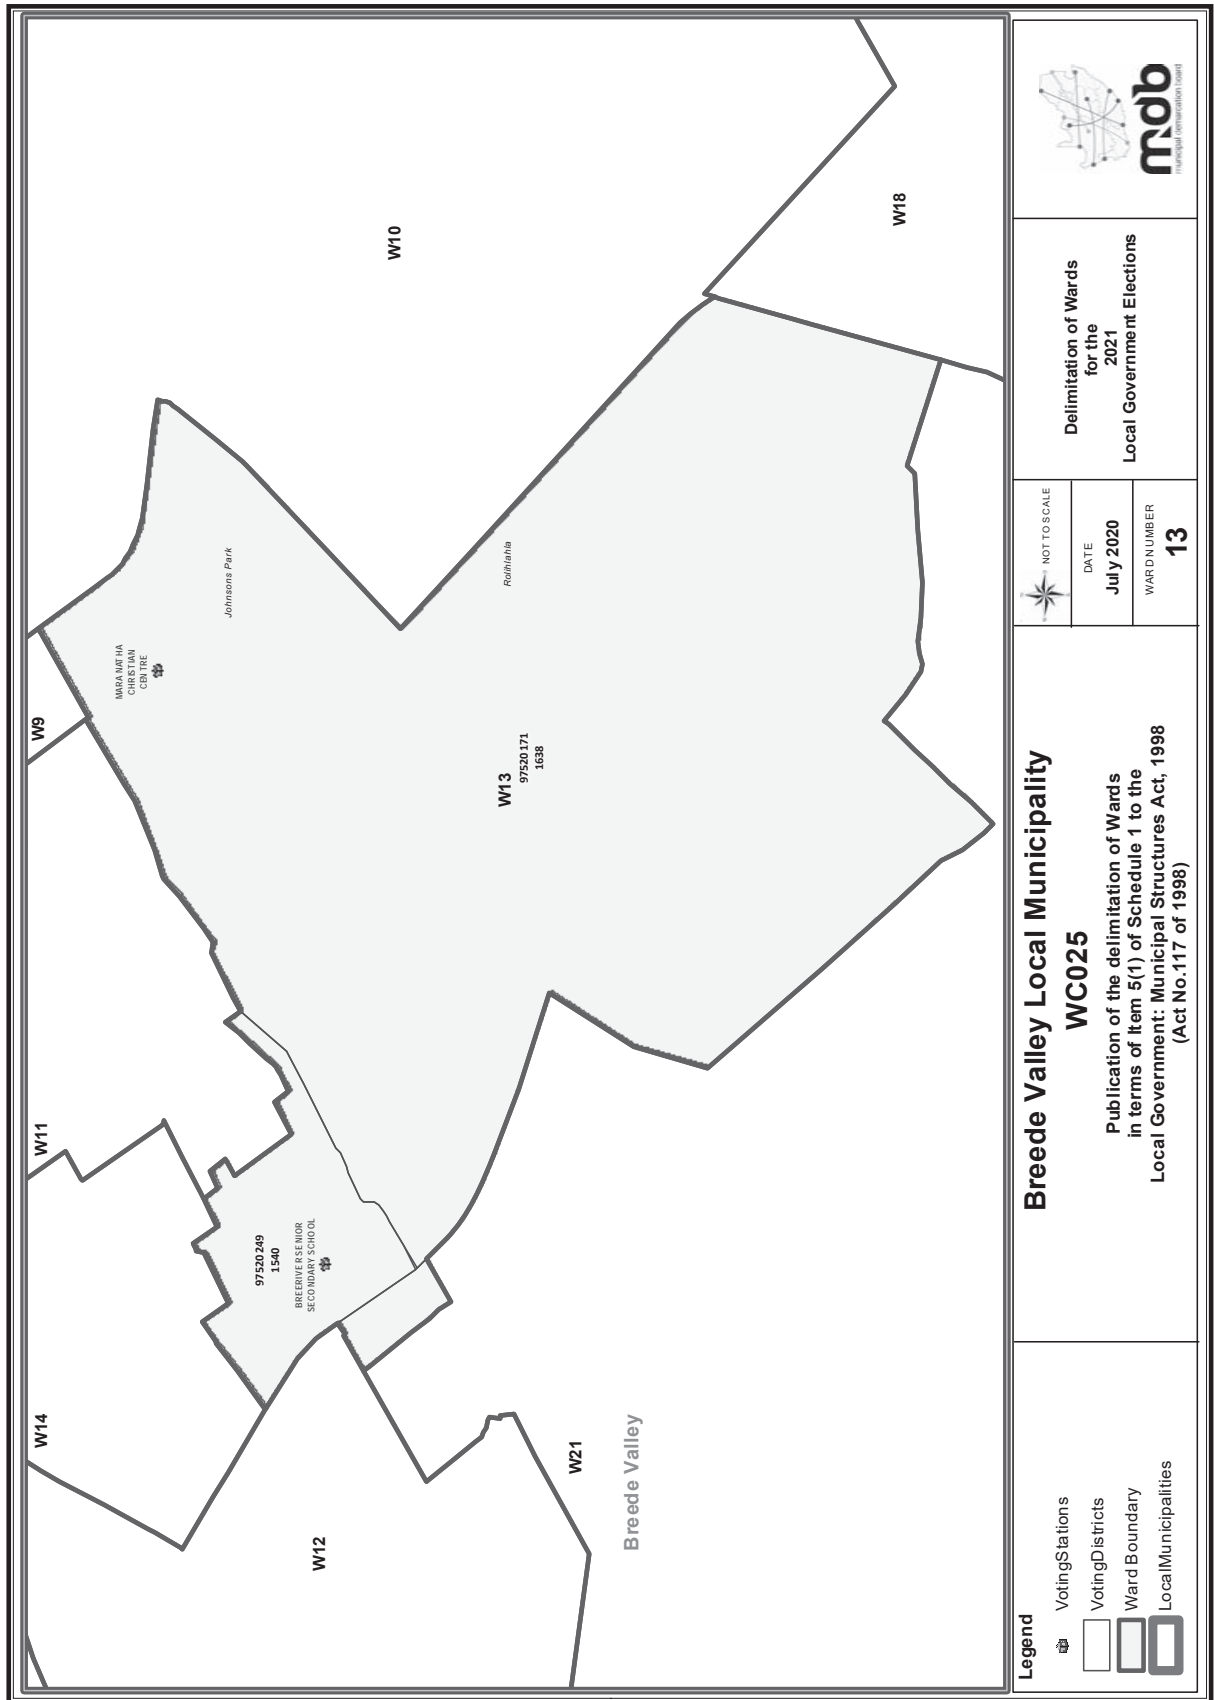 W14
W11
W9
W10
W12
W21
W18
97520249
1540
BREERIVER SENIOR
SECONDARY SCHOOL
MARANATHA
CHRISTIAN
CENTRE
Johnsons Park
W13
97520171
1638
Rolihlahla
Breede Valley
Legend
VotingStations
VotingDistricts
Ward Boundary
LocalMunicipalities
Breede Valley Local Municipality
WC025
Publication of the delimitation of Wards
in terms of Item 5(1) of Schedule 1 to the
Local Government: Municipal Structures Act, 1998
(Act No.117 of 1998)
NOT TO SCALE
DATE
July 2020
WARD NUMBER
13
Delimitation of Wards
for the
2021
Local Government Elections
mdb
municipal demarcation board